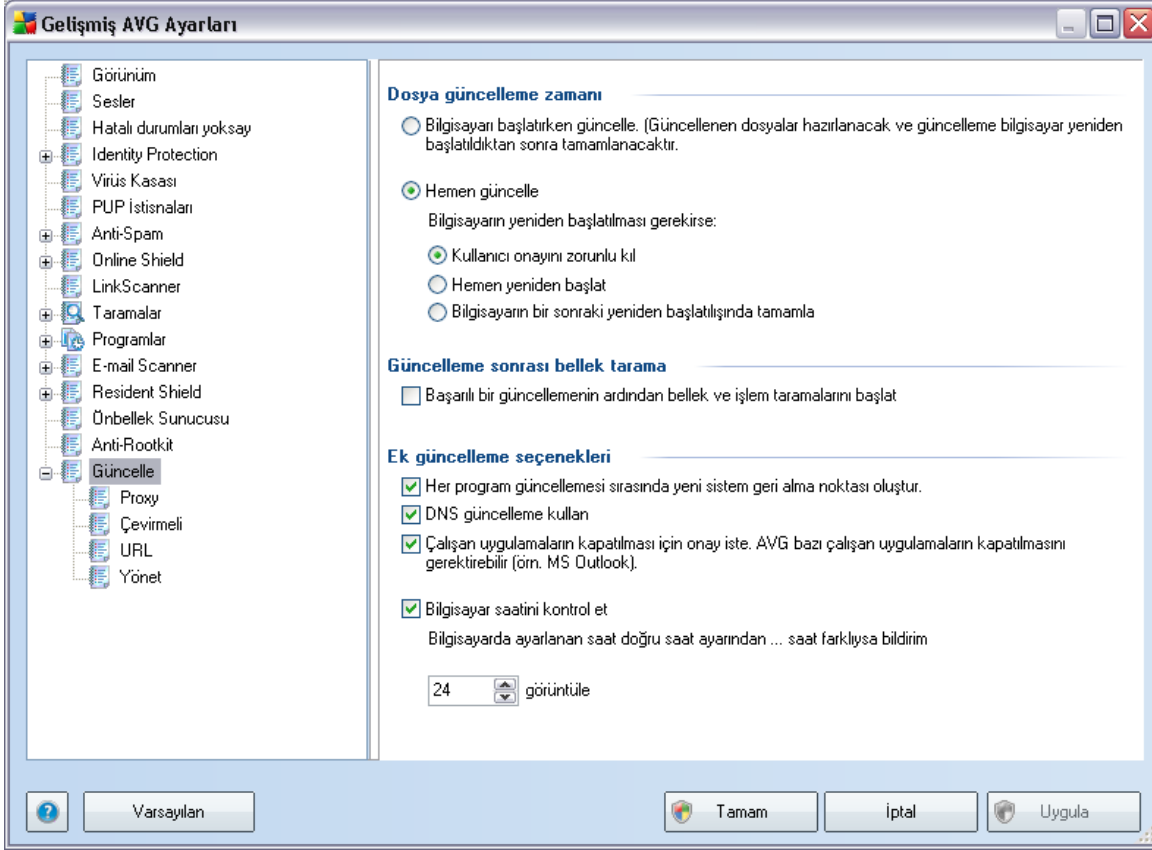 Gelişmiş AVG Ayarları
Görünüm
Sesler
Hatalı durumları yoksay
Identity Protection
Virüs Kasası
PUP İstisnaları
Anti-Spam
Online Shield
LinkScanner
Taramalar
Programlar
E-mail Scanner
Resident Shield
Önbellek Sunucusu
Anti-Rootkit
Güncelle
Proxy
Çevirmeli
URL
Yönet
Dosya güncelleme zamanı
Bilgisayarı başlatırken güncelle. (Güncellenen dosyalar hazırlanacak ve güncelleme bilgisayar yeniden
başlatıldıktan sonra tamamlanacaktır.
Hemen güncelle
Bilgisayarın yeniden başlatılması gerekirse:
Kullanıcı onayını zorunlu kıl
Hemen yeniden başlat
Bilgisayarın bir sonraki yeniden başlatılışında tamamla
Güncelleme sonrası bellek tarama
Başarılı bir güncellemenin ardından bellek ve işlem taramalarını başlat
Ek güncelleme seçenekleri
Her program güncellemesi sırasında yeni sistem geri alma noktası oluştur.
DNS güncelleme kullan
Çalışan uygulamaların kapatılması için onay iste. AVG bazı çalışan uygulamaların kapatılmasını
gerektirebilir (örn. MS Outlook).
Bilgisayar saatini kontrol et
Bilgisayarda ayarlanan saat doğru saat ayarından ... saat farklıysa bildirim
24 görüntüle
Varsayılan
Tamam
İptal
Uygula